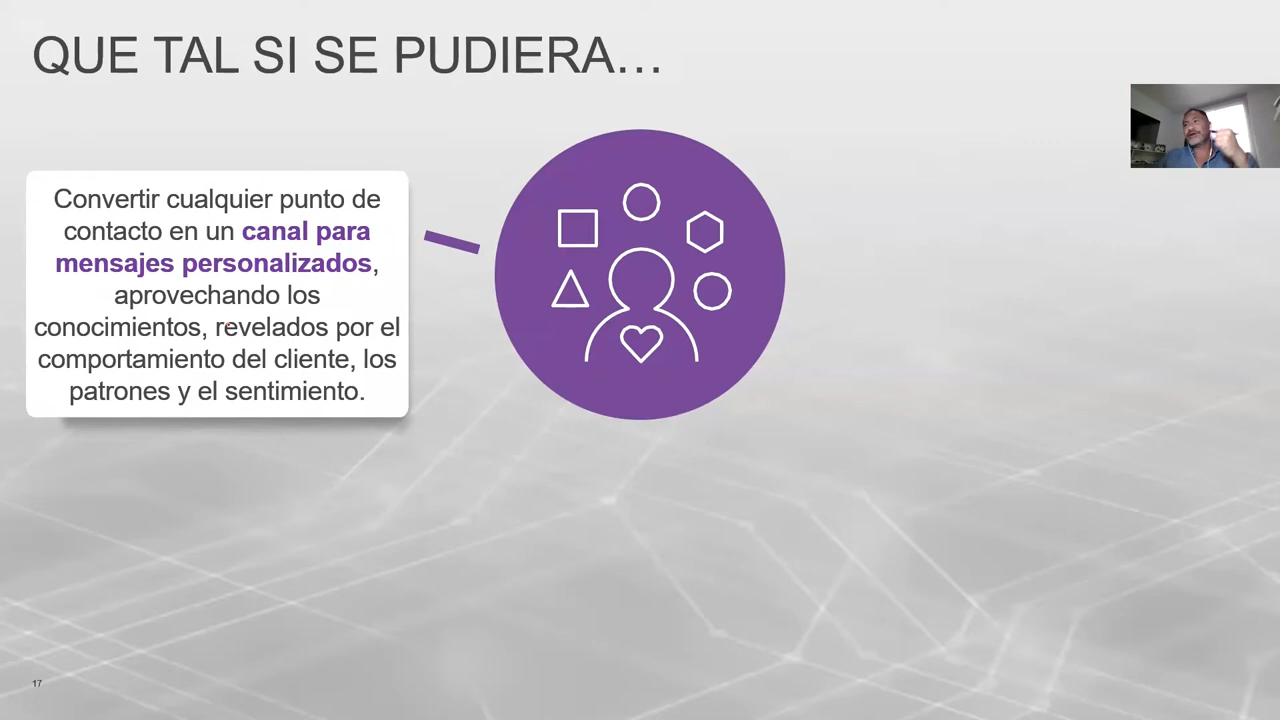 QUE TAL SI SE PUDIERA…
Convertir cualquier punto de
contacto en un canal para
mensajes personalizados,
aprovechando los
conocimientos, revelados por el
comportamiento del cliente, los
patrones y el sentimiento.
17